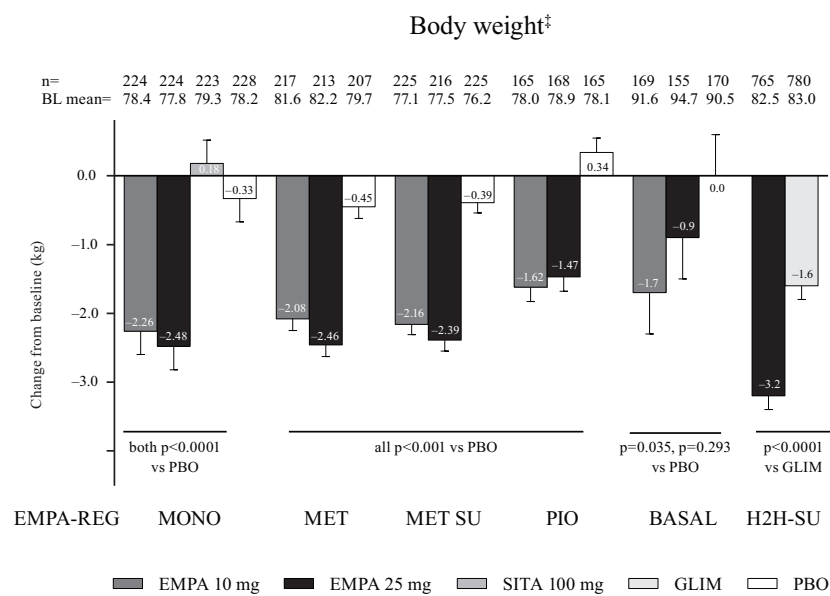 Body weight‡
n= 224 224 223 228 217 213 207 225 216 225 165 168 165 169 155 170 765 780
BL mean= 78.4 77.8 79.3 78.2 81.6 82.2 79.7 77.1 77.5 76.2 78.0 78.9 78.1 91.6 94.7 90.5 82.5 83.0
Change from baseline (kg)
0.0
–1.0
–2.0
–3.0
–2.26
–2.48
0.18
–0.33
–2.08
–2.46
–0.45
–2.16
–2.39
–0.39
–1.62
–1.47
0.34
–1.7
–0.9
0.0
–3.2
–1.6
both p<0.0001
vs PBO
all p<0.001 vs PBO
p=0.035, p=0.293
vs PBO
p<0.0001
vs GLIM
EMPA-REG MONO MET MET SU PIO BASAL H2H-SU
EMPA 10 mg EMPA 25 mg SITA 100 mg GLIM PBO